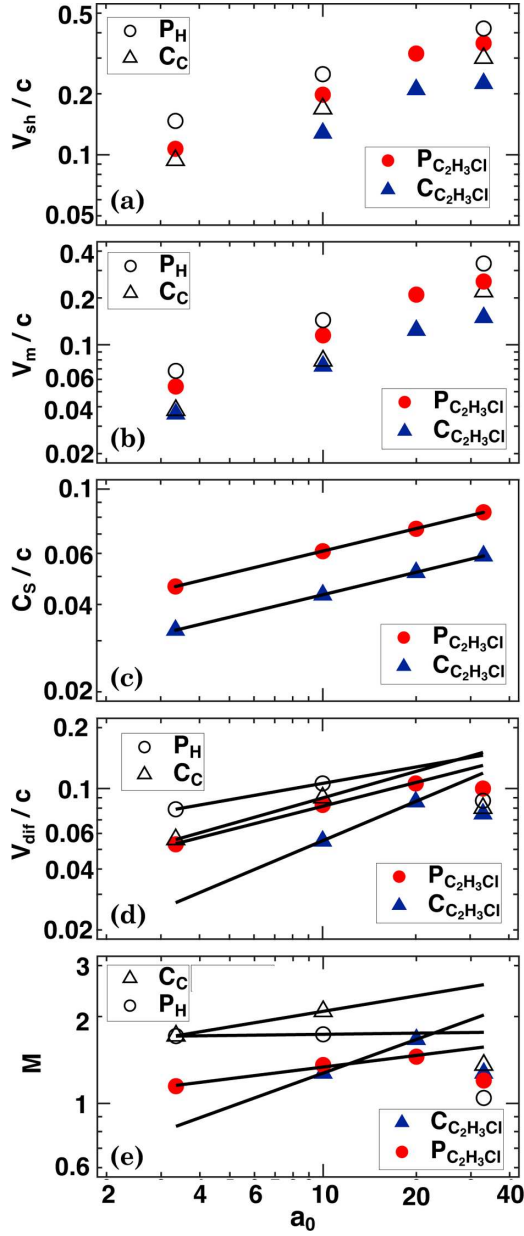 0.5
0.2
0.1
0.05
V_sh / c
P_H
C_C
P_C₂H₃Cl
C_C₂H₃Cl
(a)
0.4
0.2
0.1
0.06
0.04
0.02
V_m / c
P_H
C_C
P_C₂H₃Cl
C_C₂H₃Cl
(b)
0.1
0.06
0.04
0.02
C_S / c
P_C₂H₃Cl
C_C₂H₃Cl
(c)
0.2
0.1
0.06
0.04
0.02
V_dif / c
P_H
C_C
P_C₂H₃Cl
C_C₂H₃Cl
(d)
3
2
1
0.6
M
C_C
P_H
C_C₂H₃Cl
P_C₂H₃Cl
(e)
2 4 6 10 20 40
a₀